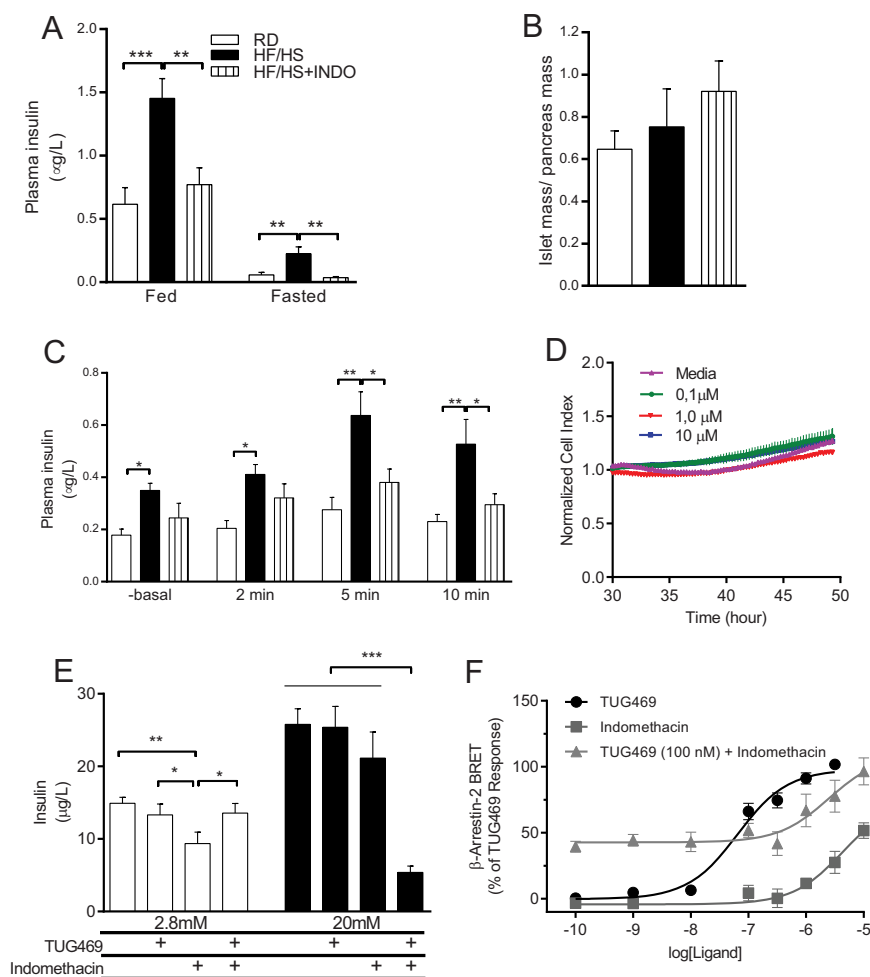 A
RD
HF/HS
HF/HS+INDO
*** **
** **
Plasma insulin
(αg/L)
2.0
1.5
1.0
0.5
0.0
Fed Fasted
B
Islet mass/ pancreas mass
1.2
1.0
0.8
0.6
0.4
0.2
0.0
C
Plasma insulin
(αg/L)
0.8
0.6
0.4
0.2
0.0
* * ** * ** *
-basal 2 min 5 min 10 min
D
Media
0,1μM
1,0 μM
10 μM
Normalized Cell Index
2.0
1.5
1.0
0.5
0.0
30 35 40 45 50
Time (hour)
E
Insulin
(μg/L)
30
20
10
0
** * * ***
2.8mM 20mM
TUG469 + + + +
Indomethacin + + + +
F
TUG469
Indomethacin
TUG469 (100 nM) + Indomethacin
β-Arrestin-2 BRET
(% of TUG469 Response)
150
100
50
0
-10 -9 -8 -7 -6 -5
log[Ligand]